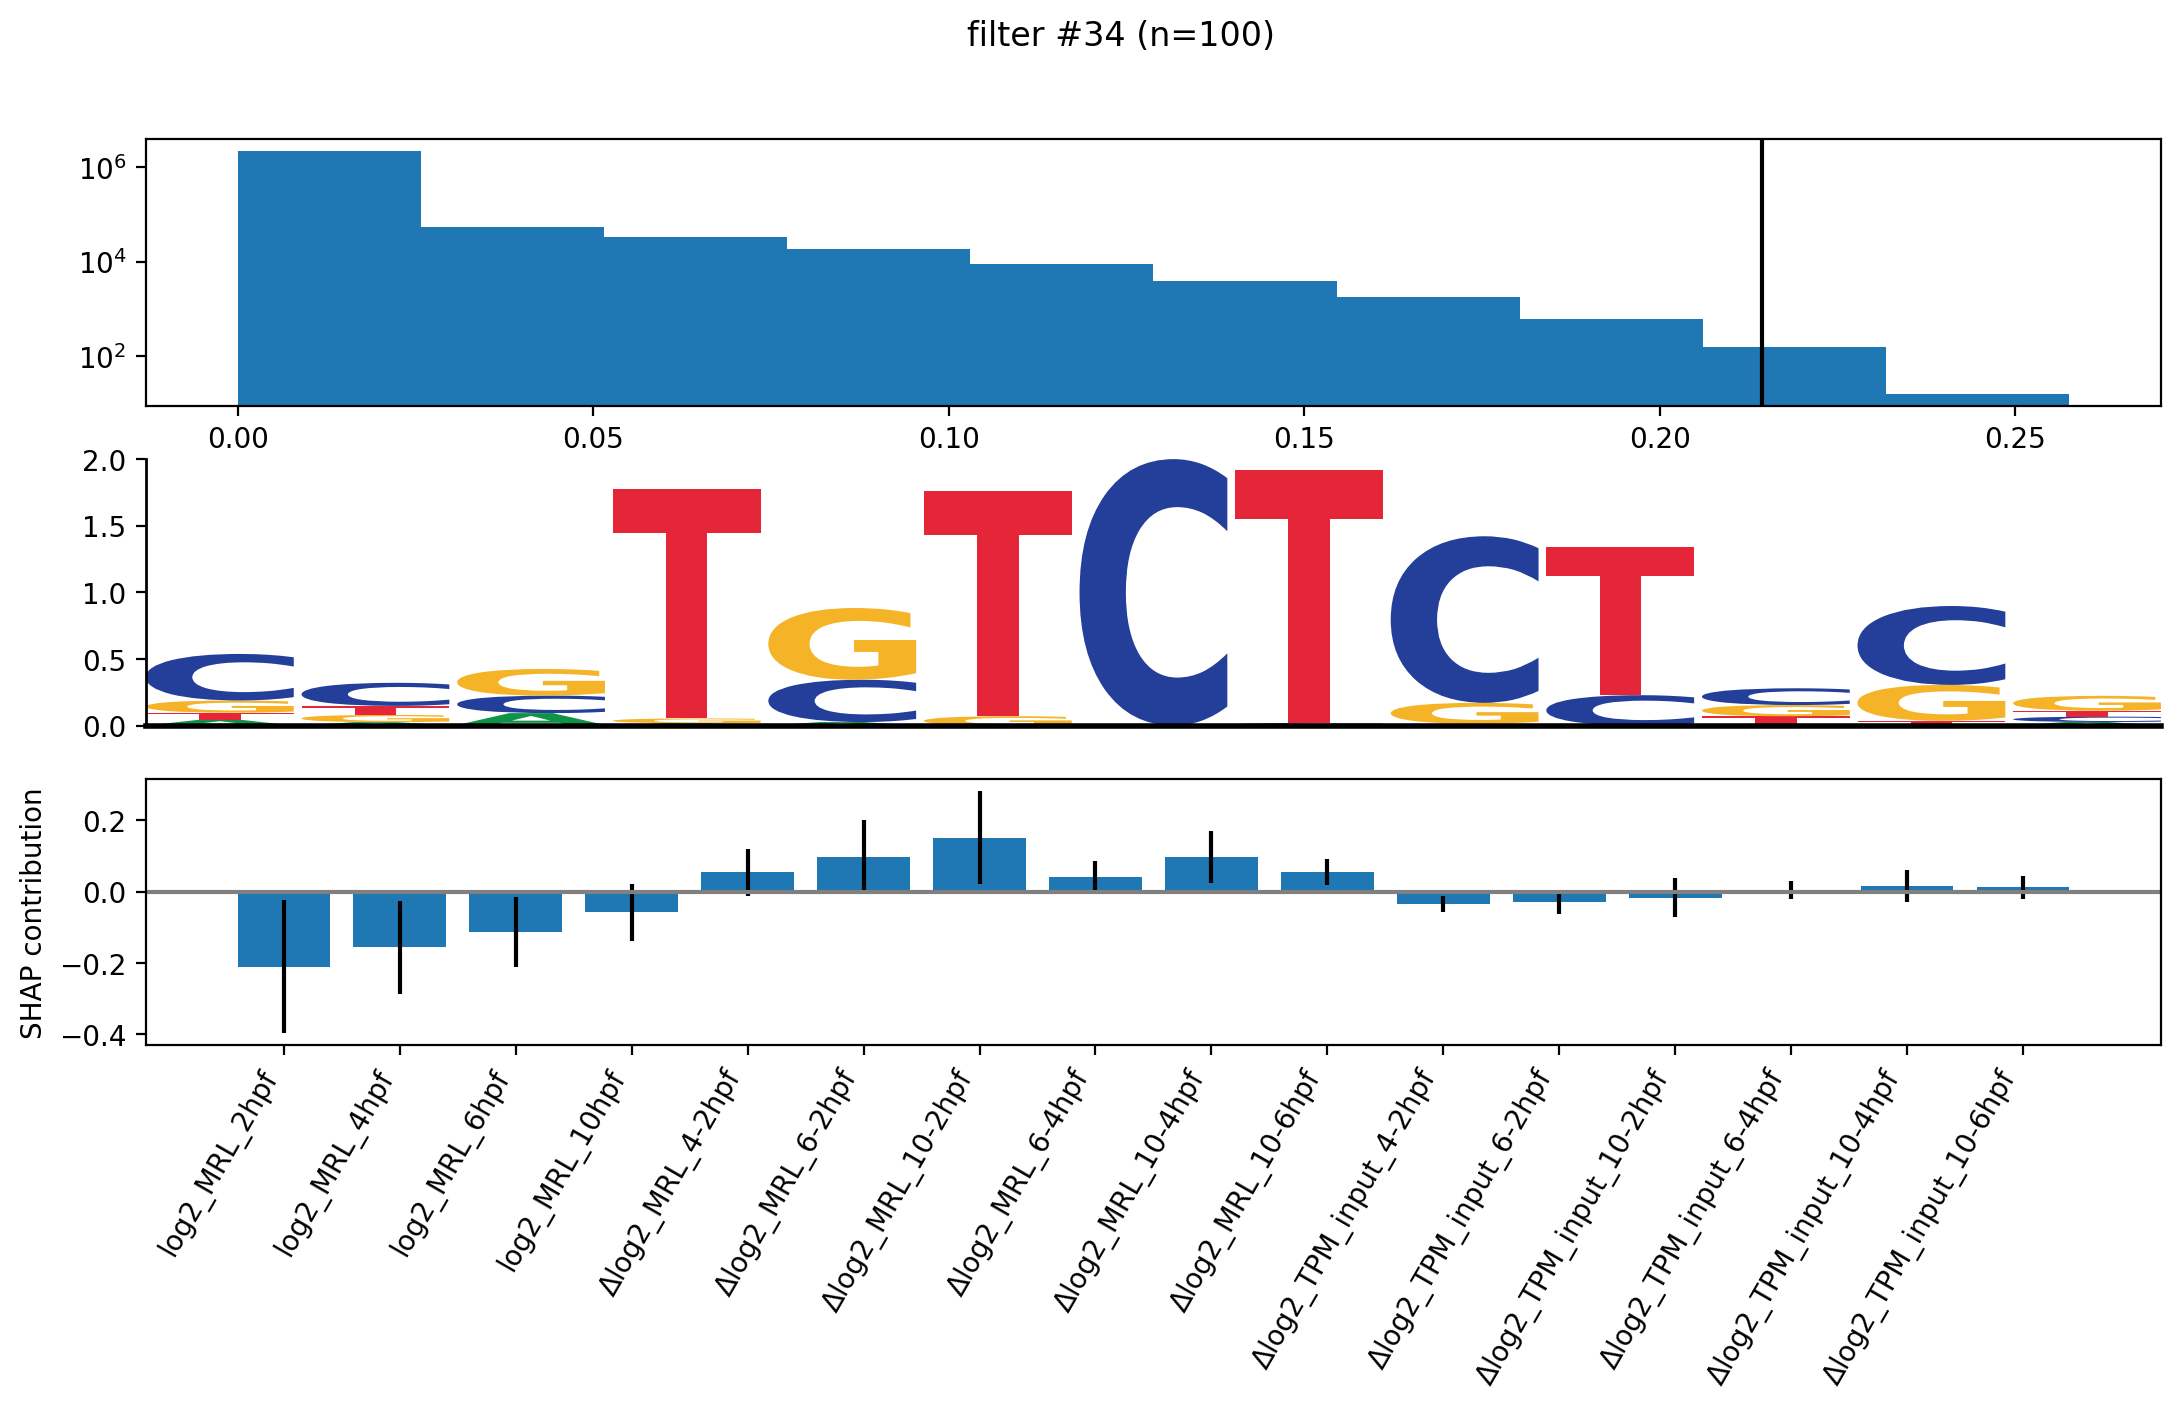 filter #34 (n=100)
10^6
10^4
10^2
0.00 0.05 0.10 0.15 0.20 0.25
2.0
1.5
1.0
0.5
0.0
C G T A
C T G
G C A
T G
G C
T G
C
T
C G
T C
C G T
C G T
G T C A
SHAP contribution
0.2
0.0
−0.2
−0.4
log2_MRL_2hpf
log2_MRL_4hpf
log2_MRL_6hpf
log2_MRL_10hpf
Δlog2_MRL_4-2hpf
Δlog2_MRL_6-2hpf
Δlog2_MRL_10-2hpf
Δlog2_MRL_6-4hpf
Δlog2_MRL_10-4hpf
Δlog2_MRL_10-6hpf
Δlog2_TPM_input_4-2hpf
Δlog2_TPM_input_6-2hpf
Δlog2_TPM_input_10-2hpf
Δlog2_TPM_input_6-4hpf
Δlog2_TPM_input_10-4hpf
Δlog2_TPM_input_10-6hpf